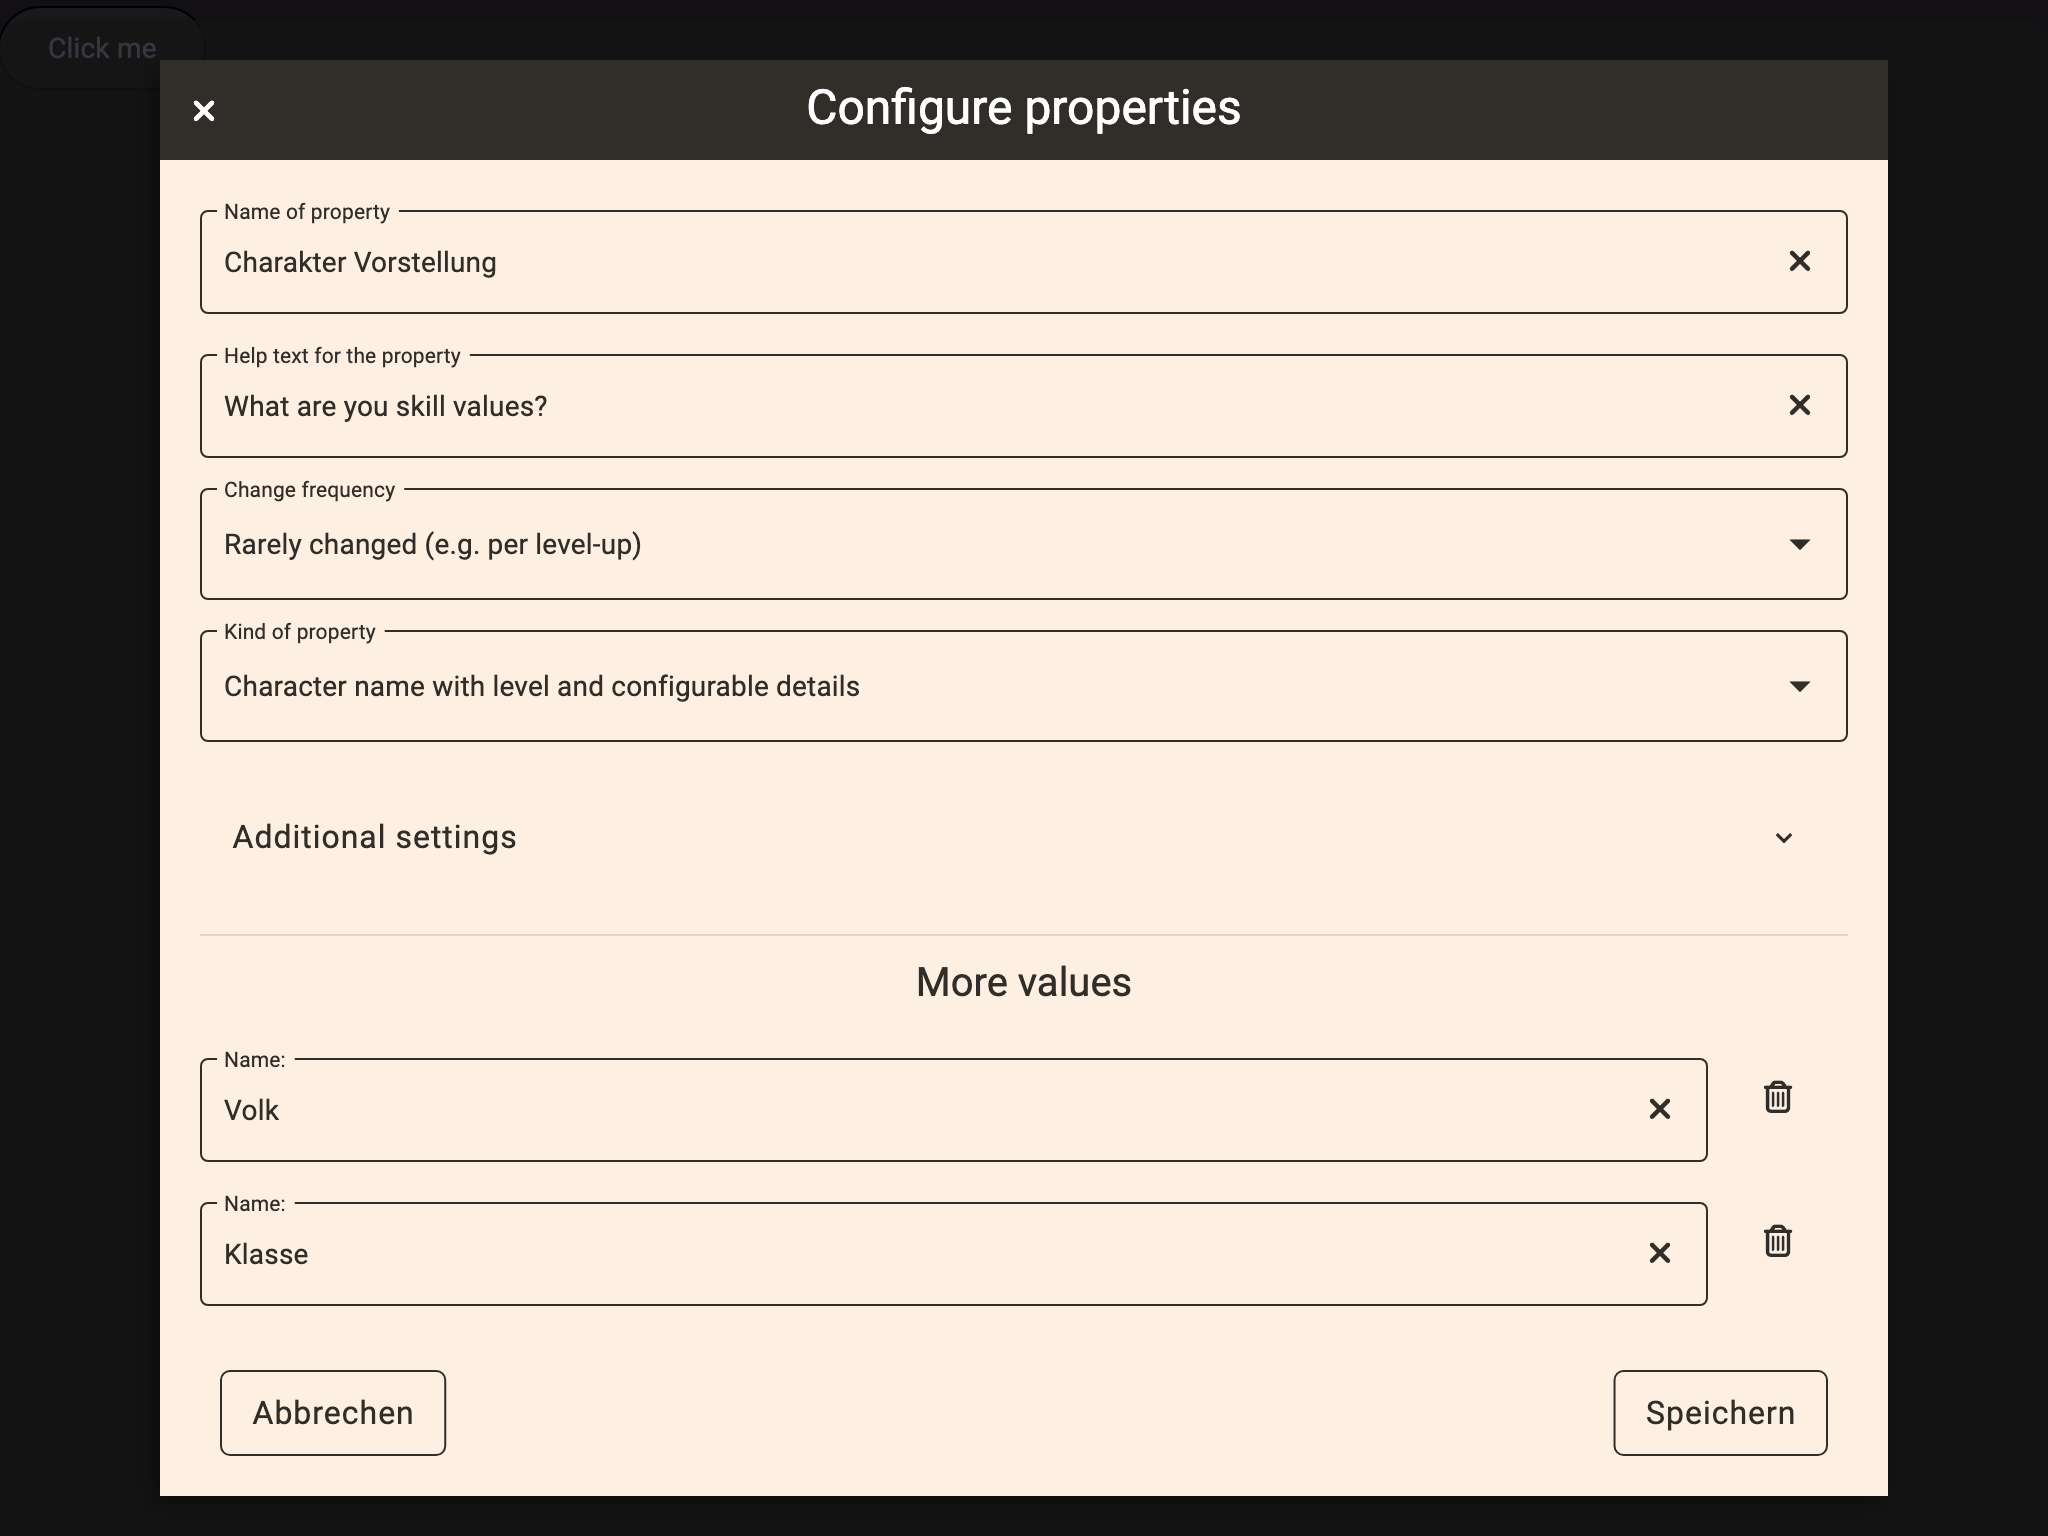 Click me
Configure properties
Name of property
Charakter Vorstellung
Help text for the property
What are you skill values?
Change frequency
Rarely changed (e.g. per level-up)
Kind of property
Character name with level and configurable details
Additional settings
More values
Name:
Volk
Name:
Klasse
Abbrechen
Speichern